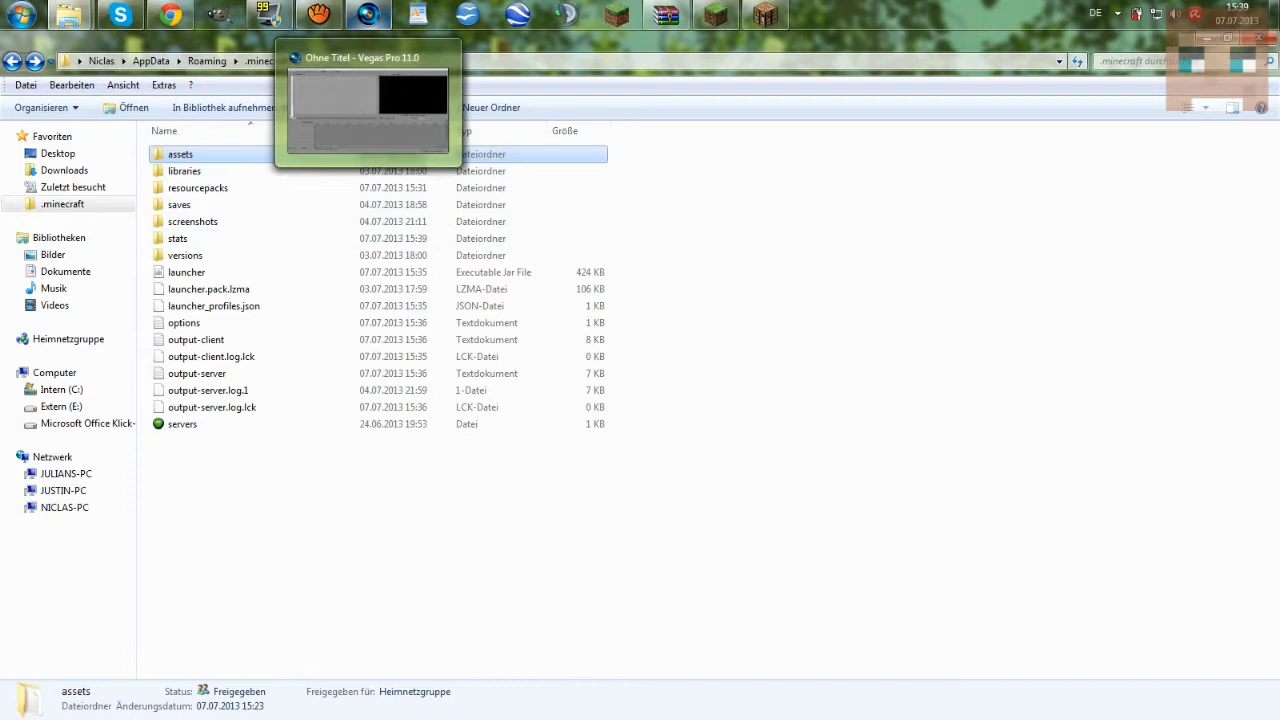 99
DE
15:39
07.07.2013
Niclas
AppData
Roaming
.minec
.minecraft durchsuche
Ohne Titel - Vegas Pro 11.0
Datei Bearbeiten Ansicht Extras ?
Organisieren Öffnen In Bibliothek aufnehmen Neuer Ordner
Name yp Größe
Favoriten
Desktop
Downloads
Zuletzt besucht
.minecraft
Bibliotheken
Bilder
Dokumente
Musik
Videos
Heimnetzgruppe
Computer
Intern (C:)
Extern (E:)
Microsoft Office Klick-
Netzwerk
JULIANS-PC
JUSTIN-PC
NICLAS-PC
assets ateiordner
libraries 03.07.2013 18:00 Dateiordner
resourcepacks 07.07.2013 15:31 Dateiordner
saves 04.07.2013 18:58 Dateiordner
screenshots 04.07.2013 21:11 Dateiordner
stats 07.07.2013 15:39 Dateiordner
versions 03.07.2013 18:00 Dateiordner
launcher 07.07.2013 15:35 Executable Jar File 424 KB
launcher.pack.lzma 03.07.2013 17:59 LZMA-Datei 106 KB
launcher_profiles.json 07.07.2013 15:35 JSON-Datei 1 KB
options 07.07.2013 15:36 Textdokument 1 KB
output-client 07.07.2013 15:36 Textdokument 8 KB
output-client.log.lck 07.07.2013 15:35 LCK-Datei 0 KB
output-server 07.07.2013 15:36 Textdokument 7 KB
output-server.log.1 04.07.2013 21:59 1-Datei 7 KB
output-server.log.lck 07.07.2013 15:36 LCK-Datei 0 KB
servers 24.06.2013 19:53 Datei 1 KB
assets Status: Freigegeben Freigegeben für: Heimnetzgruppe
Dateiordner Änderungsdatum: 07.07.2013 15:23